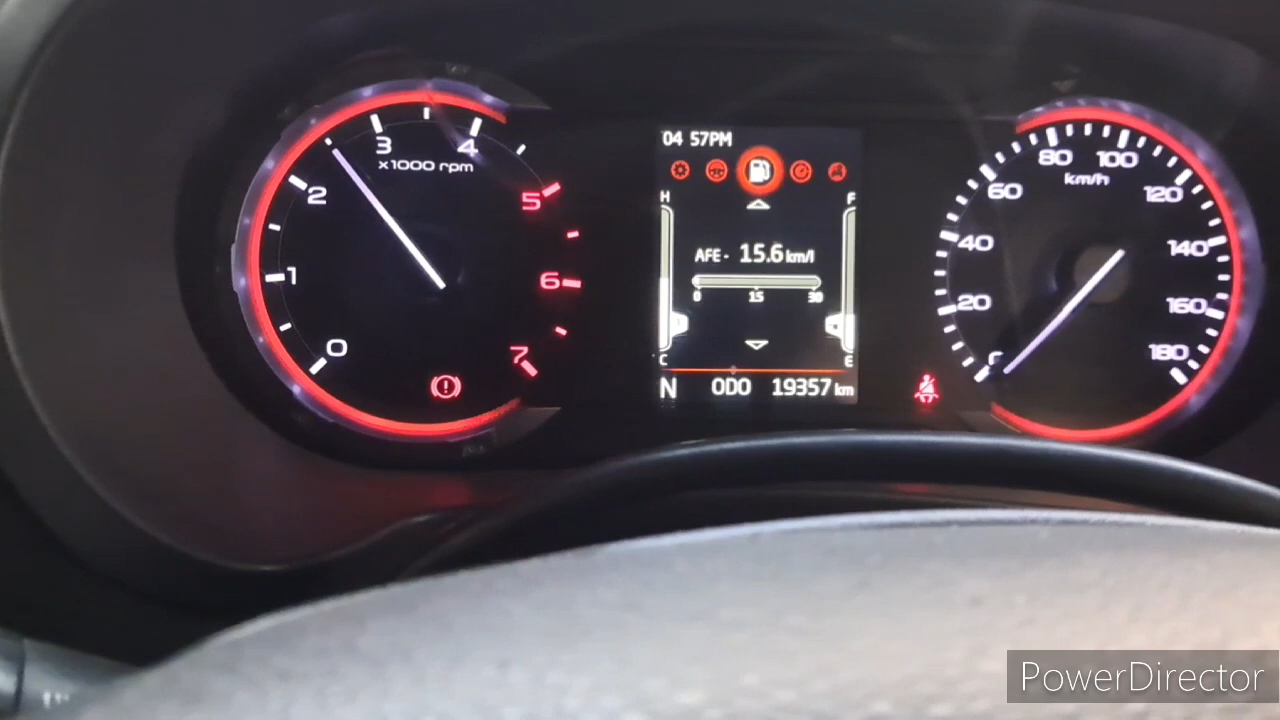 04 57PM
0
1
2
3
4
5
6
7
x1000 rpm
H
F
AFE - 15.6 km/l
0 15 30
C
E
N ODO 19357 km
0
20
40
60
80
100
120
140
160
180
km/h
PowerDirector